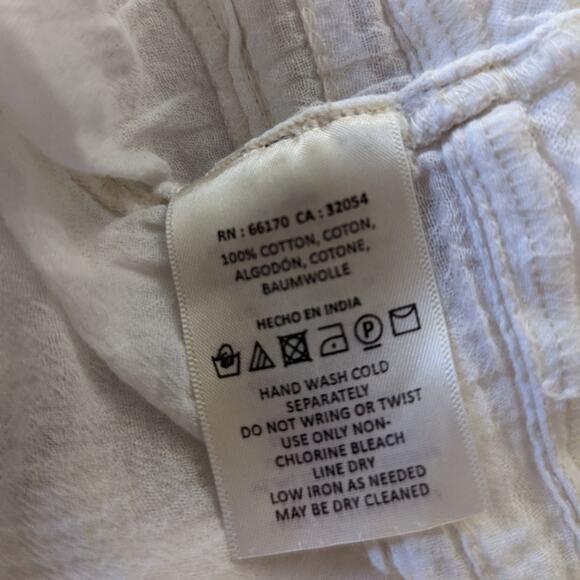 RN : 66170 CA : 32054
100% COTTON, COTON,
ALGODÓN, COTONE,
BAUMWOLLE
HECHO EN INDIA
P
HAND WASH COLD
SEPARATELY
DO NOT WRING OR TWIST
USE ONLY NON-
CHLORINE BLEACH
LINE DRY
LOW IRON AS NEEDED
MAY BE DRY CLEANED